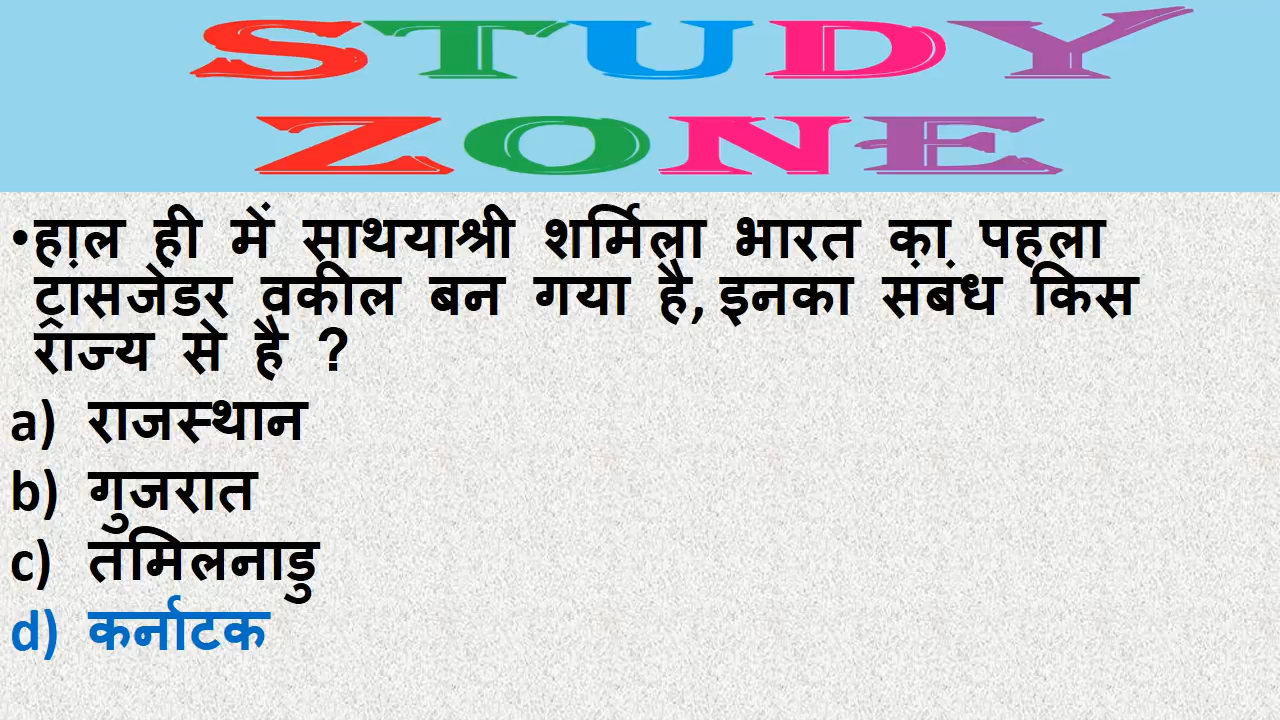 STUDY
ZONE
•हा़ल ही में साथयाश्री शर्मिला भारत का़ पहला
ट्रांसजेंडर वकील बन गया है, इनका संबंध किस
राज्य से है ?
a) राजस्थान
b) गुजरात
c) तमिलनाडु
d) कर्नाटक